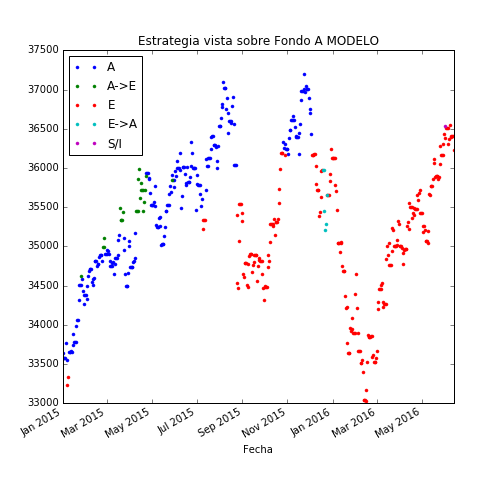 Estrategia vista sobre Fondo A MODELO
37500
37000
36500
36000
35500
35000
34500
34000
33500
33000
A
A->E
E
E->A
S/I
Jan 2015
Mar 2015
May 2015
Jul 2015
Sep 2015
Nov 2015
Jan 2016
Mar 2016
May 2016
Fecha